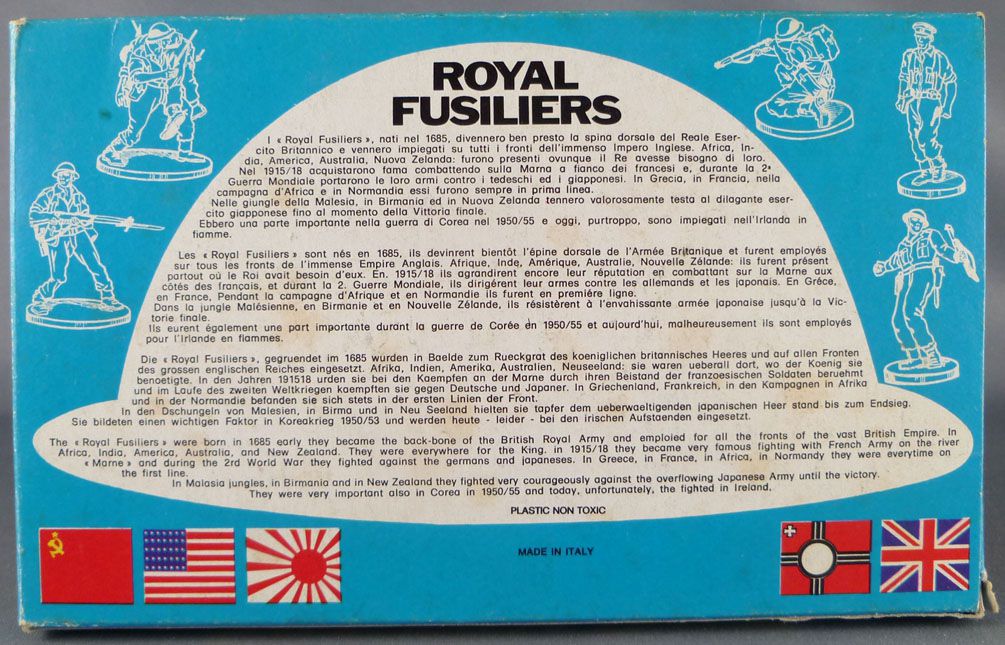 ROYAL
FUSILIERS
I « Royal Fusiliers », nati nel 1685, divennero ben presto la spina dorsale del Reale Eser-
cito Britannico e vennero impiegati su tutti i fronti dell'immenso Impero Inglese. Africa, In-
dia, America, Australia, Nuova Zelanda: furono presenti ovunque il Re avesse bisogno di loro.
Nel 1915/18 acquistarono fama combattendo sulla Marna a fianco dei francesi e, durante la 2ª
Guerra Mondiale portarono le loro armi contro i tedeschi ed i giapponesi. In Grecia, in Francia, nella
campagna d'Africa e in Normandia essi furono sempre in prima linea.
Nelle giungle della Malesia, in Birmania ed in Nuova Zelanda tennero valorosamente testa al dilagante eser-
cito giapponese fino al momento della Vittoria finale.
Ebbero una parte importante nella guerra di Corea nel 1950/55 e oggi, purtroppo, sono impiegati nell'Irlanda in
fiamme.
Les « Royal Fusiliers » sont nés en 1685, ils devinrent bientôt l'épine dorsale de l'Armée Britanique et furent employés
sur tous les fronts de l'immense Empire Anglais. Afrique, Inde, Amérique, Australie, Nouvelle Zélande: ils furent présent
partout où le Roi avait besoin d'eux. En. 1915/18 ils agrandirent encore leur réputation en combattant sur la Marne aux
côtés des français, et durant la 2. Guerre Mondiale, ils dirigérent leur armes contre les allemands et les japonais. En Gréce,
en France, Pendant la campagne d'Afrique et en Normandie ils furent en première ligne.
Dans la jungle Malésienne, en Birmanie et en Nouvelle Zélande, ils résistèrent à l'envahissante armée japonaise jusqu'à la Vic-
torie finale.
Ils eurent également une part importante durant la guerre de Corée en 1950/55 et aujourd'hui, malheureusement ils sont employés
pour l'Irlande en flammes.
Die « Royal Fusiliers », gegruendet im 1685 wurden in Baelde zum Rueckgrat des koeniglichen britannisches Heeres und auf allen Fronten
des grossen englischen Reiches eingesetzt. Afrika, Indien, Amerika, Australien, Neuseeland: sie waren ueberall dort, wo der Koenig sie
benoetigte. In den Jahren 191518 urden sie bei den Kaempfen an der Marne durch ihren Beistand der franzoesischen Soldaten beruehmt
und im Laufe des zweiten Weltkriegen kaempften sie gegen Deutsche und Japaner. In Griechenland, Frankreich, in den Kampagnen in Afrika
und in der Normandie befanden sie sich stets in der ersten Linien der Front.
In den Dschungeln von Malesien, in Birma und in Neu Seeland hielten sie tapfer dem ueberwaeltigenden japanischen Heer stand bis zum Endsieg.
Sie bildeten einen wichtigen Faktor in Koreakrieg 1950/53 und werden heute - leider - bei den irischen Aufstaenden eingesetzt.
The « Royal Fusiliers » were born in 1685 early they became the back-bone of the British Royal Army and emploied for all the fronts of the vast British Empire. In
Africa, India, America, Australia, and New Zealand. They were everywhere for the King. in 1915/18 they became very famous fighting with French Army on the river
« Marne » and during the 2rd World War they fighted against the germans and japaneses. In Greece, in France, in Africa, in Normandy they were everytime on
the first line.
In Malasia jungles, in Birmania and in New Zealand they fighted very courageously against the overflowing Japanese Army until the victory.
They were very important also in Corea in 1950/55 and today, unfortunately, the fighted in Ireland.
PLASTIC NON TOXIC
MADE IN ITALY